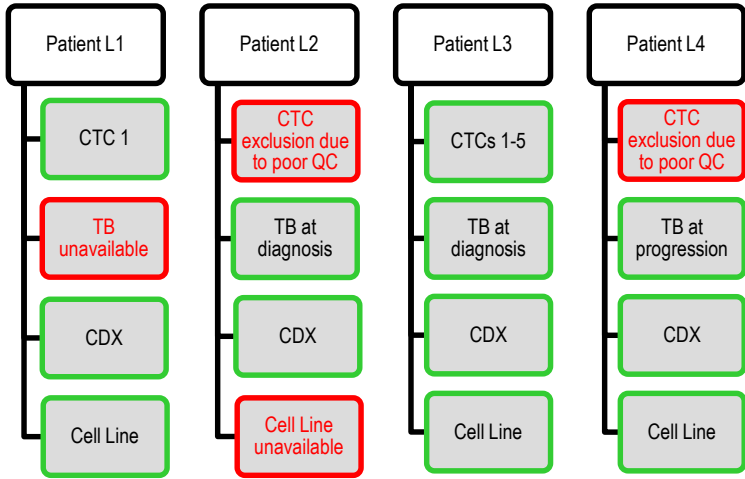 Patient L1
CTC 1
TB
unavailable
CDX
Cell Line
Patient L2
CTC
exclusion due
to poor QC
TB at
diagnosis
CDX
Cell Line
unavailable
Patient L3
CTCs 1-5
TB at
diagnosis
CDX
Cell Line
Patient L4
CTC
exclusion due
to poor QC
TB at
progression
CDX
Cell Line